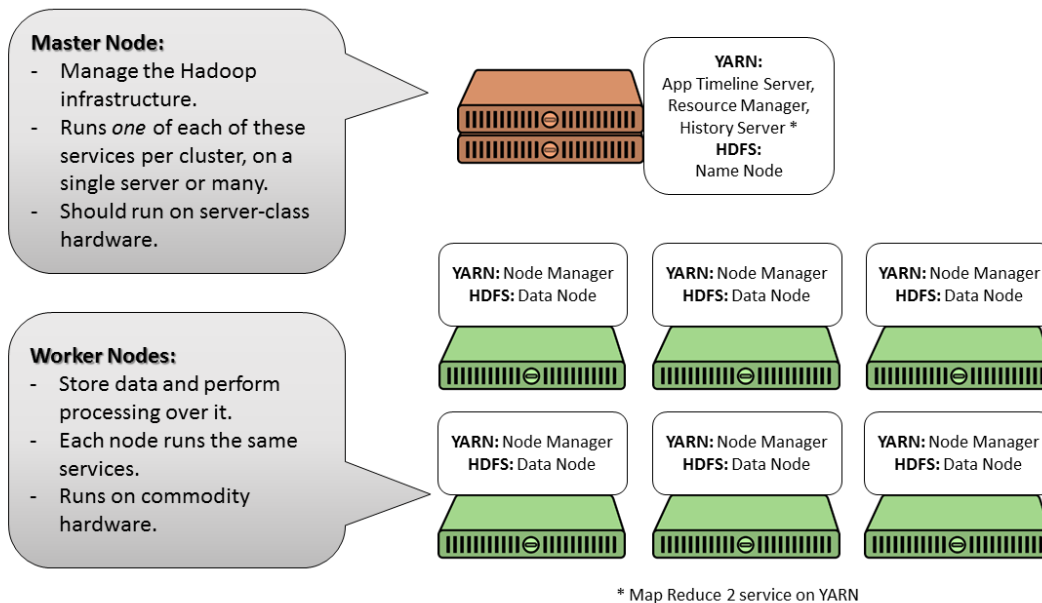 Master Node:
- Manage the Hadoop
infrastructure.
- Runs one of each of these
services per cluster, on a
single server or many.
- Should run on server-class
hardware.
YARN:
App Timeline Server,
Resource Manager,
History Server *
HDFS:
Name Node
Worker Nodes:
- Store data and perform
processing over it.
- Each node runs the same
services.
- Runs on commodity
hardware.
YARN: Node Manager
HDFS: Data Node
YARN: Node Manager
HDFS: Data Node
YARN: Node Manager
HDFS: Data Node
YARN: Node Manager
HDFS: Data Node
YARN: Node Manager
HDFS: Data Node
YARN: Node Manager
HDFS: Data Node
* Map Reduce 2 service on YARN